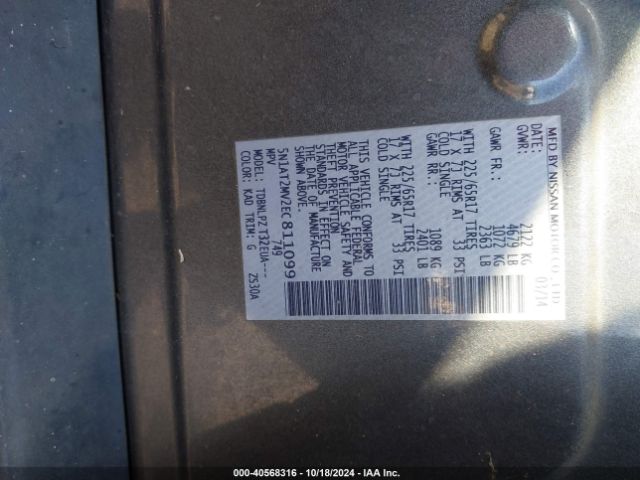 MFD BY NISSAN MOTOR CO., LTD.
DATE: 07/14
GVWR: 2122 KG
4679 LB
GAWR FR.: 1072 KG
2363 LB
WITH 225/65R17 TIRES
17 X 7J RIMS AT 33 PSI
COLD SINGLE
GAWR RR.: 1089 KG
2401 LB
WITH 225/65R17 TIRES
17 X 7J RIMS AT 33 PSI
COLD SINGLE
THIS VEHICLE CONFORMS TO
ALL APPLICABLE FEDERAL
MOTOR VEHICLE SAFETY AND
THEFT PREVENTION
STANDARDS IN EFFECT ON
THE DATE OF MANUFACTURE
SHOWN ABOVE.
5N1AT2MV2EC811099
MPV 749
MODEL: TDBNLPZ T32EUA----
COLOR: KAD TRIM: G 2530A
000-40568316 | 10/18/2024 | IAA Inc.